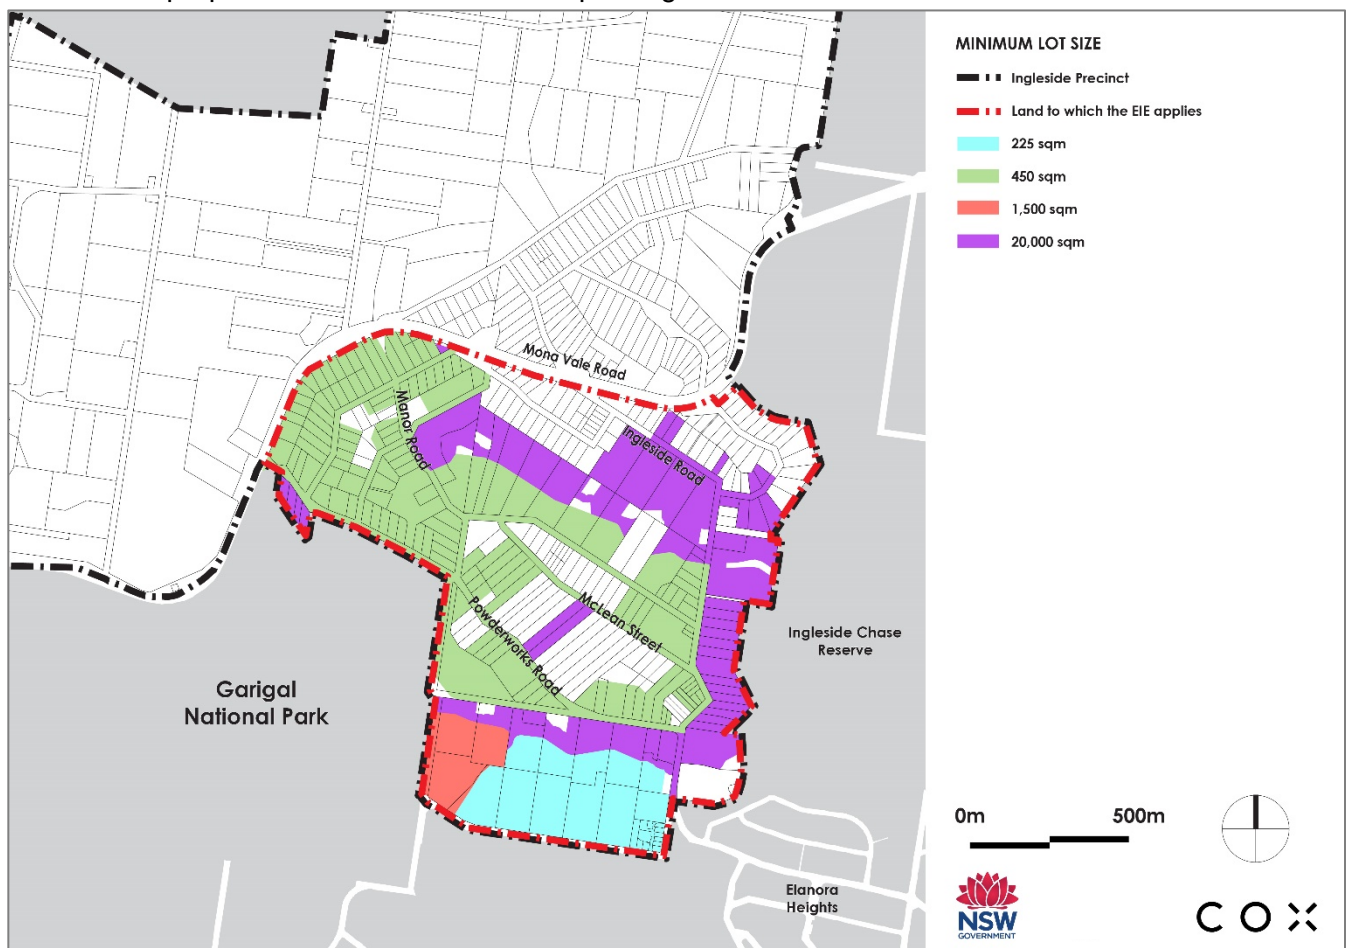 MINIMUM LOT SIZE
Ingleside Precinct
Land to which the EIE applies
225 sqm
450 sqm
1,500 sqm
20,000 sqm
Mona Vale Road
Manor Road
Ingleside Road
McLean Street
Powderworks Road
Ingleside Chase
Reserve
Garigal
National Park
Elanora
Heights
0m 500m
NSW
GOVERNMENT
COX